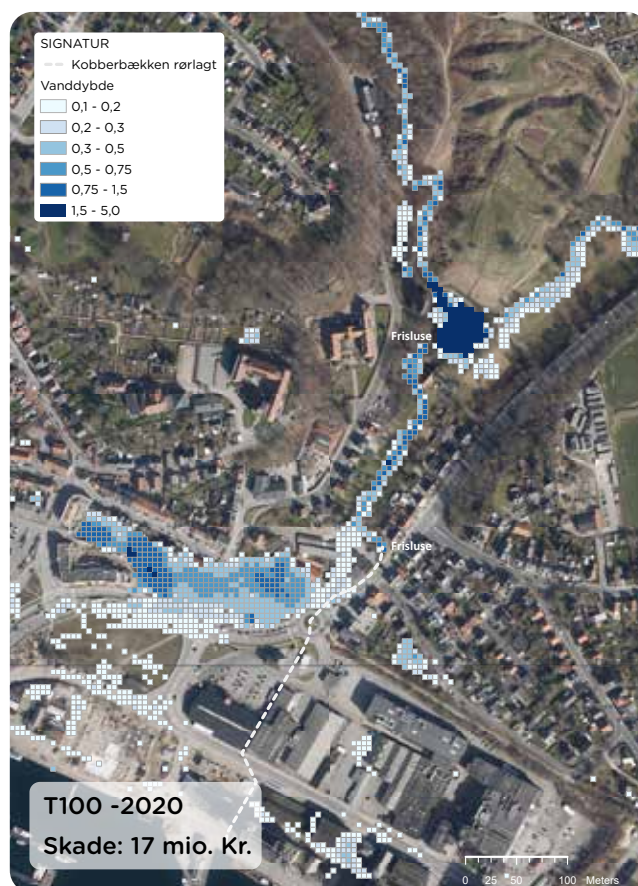 SIGNATUR
Kobberbækken rørlagt
Vanddybde
0,1 - 0,2
0,2 - 0,3
0,3 - 0,5
0,5 - 0,75
0,75 - 1,5
1,5 - 5,0
Frisluse
Frisluse
T100 -2020
Skade: 17 mio. Kr.
0 25 50 100 Meters